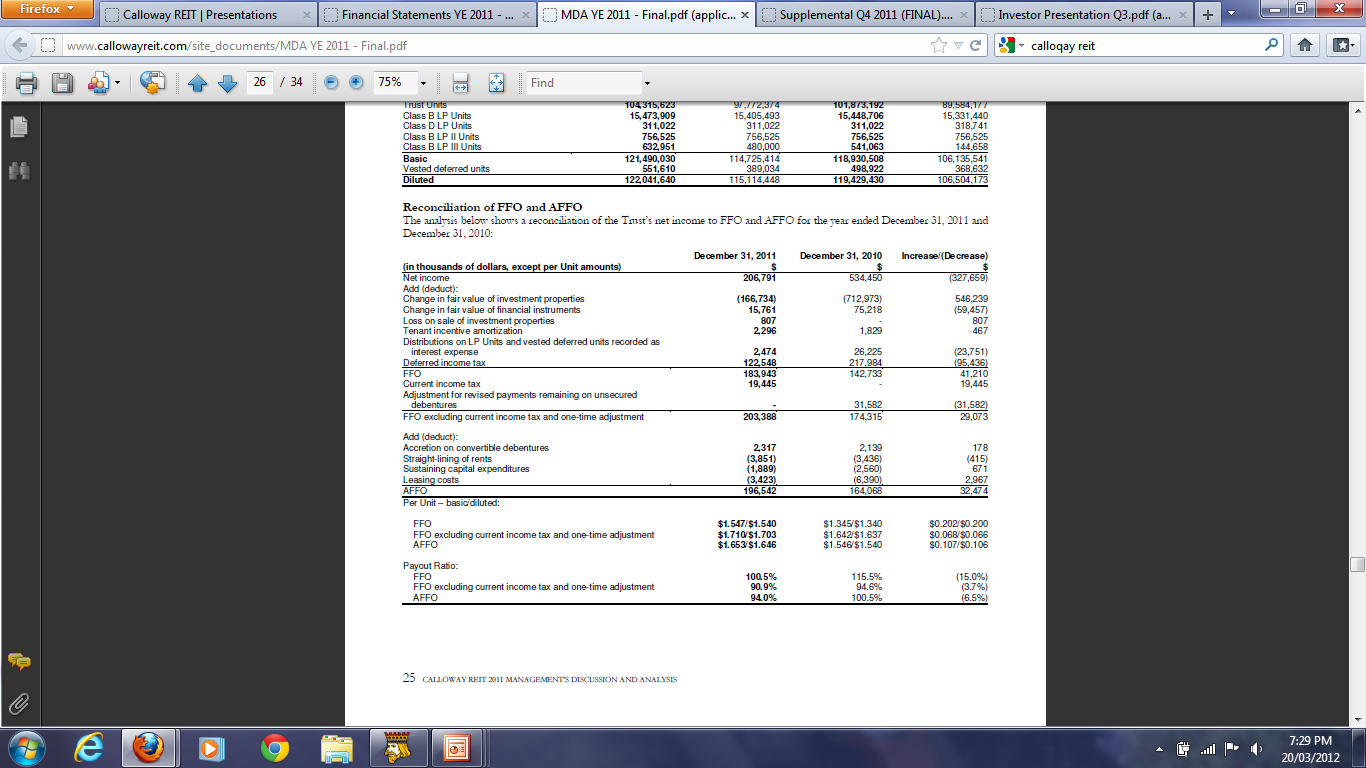 Firefox
Calloway REIT | Presentations
Financial Statements YE 2011 - ...
MDA YE 2011 - Final.pdf (applic...
Supplemental Q4 2011 (FINAL)....
Investor Presentation Q3.pdf (a...
www.callowayreit.com/site_documents/MDA YE 2011 - Final.pdf
calloqay reit
26 / 34 75% Find
Trust Units 104,315,623 97,772,374 101,873,192 89,584,177
Class B LP Units 15,473,909 15,405,493 15,448,706 15,331,440
Class D LP Units 311,022 311,022 311,022 318,741
Class B LP II Units 756,525 756,525 756,525 756,525
Class B LP III Units 632,951 480,000 541,063 144,658
Basic 121,490,030 114,725,414 118,930,508 106,135,541
Vested deferred units 551,610 389,034 498,922 368,632
Diluted 122,041,640 115,114,448 119,429,430 106,504,173
Reconciliation of FFO and AFFO
The analysis below shows a reconciliation of the Trust's net income to FFO and AFFO for the year ended December 31, 2011 and
December 31, 2010:
December 31, 2011 December 31, 2010 Increase/(Decrease)
(in thousands of dollars, except per Unit amounts) $ $ $
Net income 206,791 534,450 (327,659)
Add (deduct):
Change in fair value of investment properties (166,734) (712,973) 546,239
Change in fair value of financial instruments 15,761 75,218 (59,457)
Loss on sale of investment properties 807 - 807
Tenant incentive amortization 2,296 1,829 467
Distributions on LP Units and vested deferred units recorded as
interest expense 2,474 26,225 (23,751)
Deferred income tax 122,548 217,984 (95,436)
FFO 183,943 142,733 41,210
Current income tax 19,445 - 19,445
Adjustment for revised payments remaining on unsecured
debentures - 31,582 (31,582)
FFO excluding current income tax and one-time adjustment 203,388 174,315 29,073
Add (deduct):
Accretion on convertible debentures 2,317 2,139 178
Straight-lining of rents (3,851) (3,436) (415)
Sustaining capital expenditures (1,889) (2,560) 671
Leasing costs (3,423) (6,390) 2,967
AFFO 196,542 164,068 32,474
Per Unit – basic/diluted:
FFO $1.547/$1.540 $1.345/$1.340 $0.202/$0.200
FFO excluding current income tax and one-time adjustment $1.710/$1.703 $1.642/$1.637 $0.068/$0.066
AFFO $1.653/$1.646 $1.546/$1.540 $0.107/$0.106
Payout Ratio:
FFO 100.5% 115.5% (15.0%)
FFO excluding current income tax and one-time adjustment 90.9% 94.6% (3.7%)
AFFO 94.0% 100.5% (6.5%)
25 CALLOWAY REIT 2011 MANAGEMENT'S DISCUSSION AND ANALYSIS
7:29 PM
20/03/2012